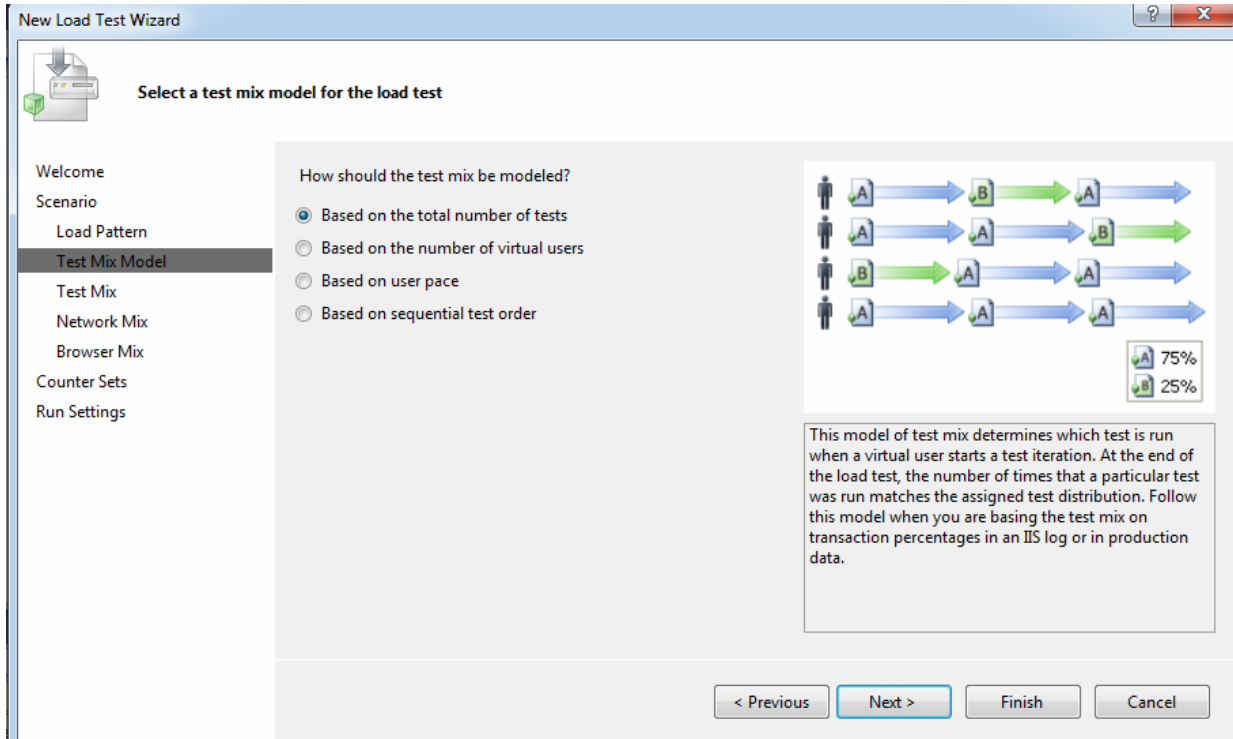 New Load Test Wizard
?
X
Select a test mix model for the load test
Welcome
Scenario
Load Pattern
Test Mix Model
Test Mix
Network Mix
Browser Mix
Counter Sets
Run Settings
How should the test mix be modeled?
Based on the total number of tests
Based on the number of virtual users
Based on user pace
Based on sequential test order
A B A
A A B
B A A
A A A
A 75%
B 25%
This model of test mix determines which test is run
when a virtual user starts a test iteration. At the end of
the load test, the number of times that a particular test
was run matches the assigned test distribution. Follow
this model when you are basing the test mix on
transaction percentages in an IIS log or in production
data.
< Previous Next > Finish Cancel